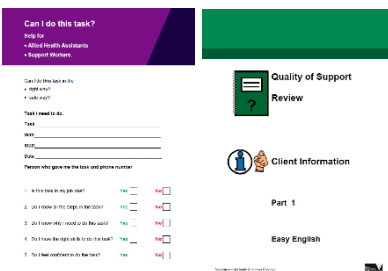 Can I do this task?
Help for
• Allied Health Assistants
• Support Workers
Can I do this task in the
• right way?
• safe way?
Task I need to do.
Task
With
Start
Date
Person who gave me the task and phone number
1 Is this task in my job role? Yes No
2 Do I know all the steps in the task? Yes No
3 Do I know why I need to do this task? Yes No
4 Do I have the right skills to do this task? Yes No
5 Do I feel confident to do the task? Yes No
Quality of Support
Review
?
i
Client Information
Part 1
Easy English